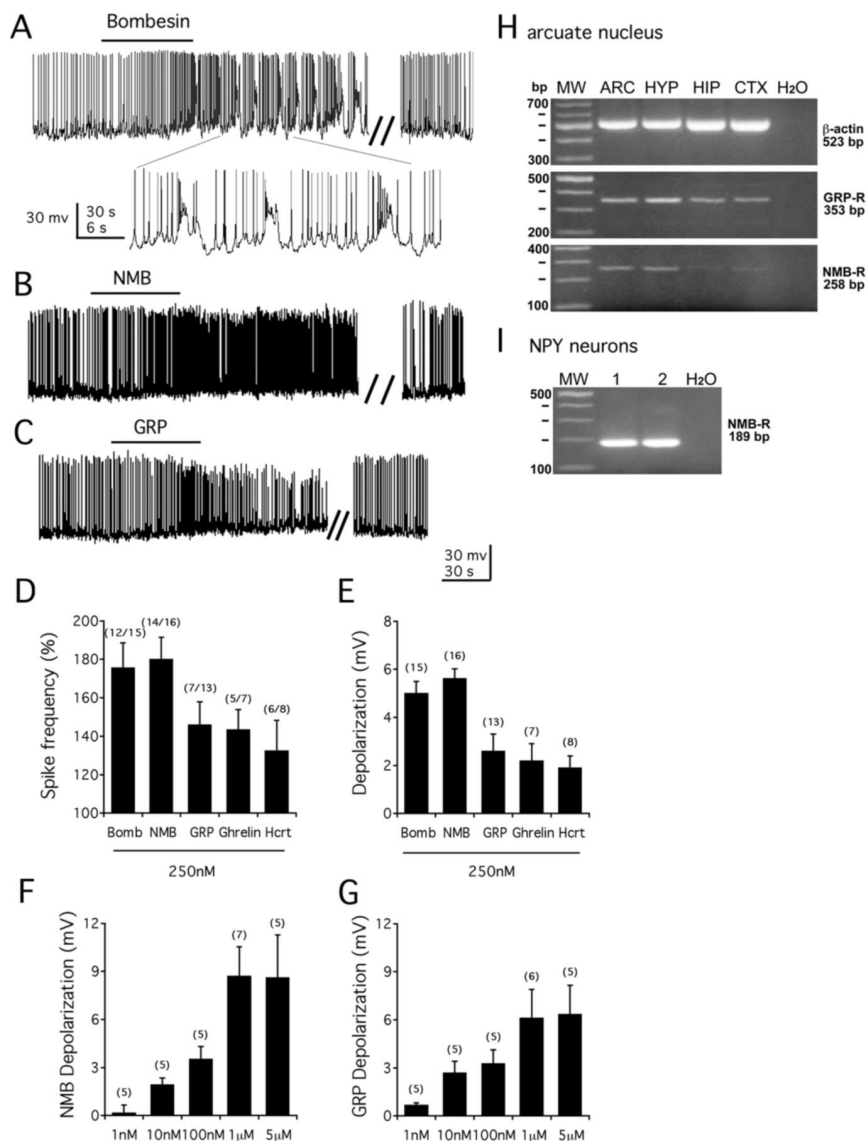 A
Bombesin
30 mv
30 s
6 s
B
NMB
C
GRP
30 mv
30 s
H arcuate nucleus
bp MW ARC HYP HIP CTX H2O
700
300
β-actin
523 bp
500
200
GRP-R
353 bp
400
100
NMB-R
258 bp
I NPY neurons
MW 1 2 H2O
500
100
NMB-R
189 bp
D
Spike frequency (%)
200
180
160
140
120
100
(12/15)
(14/16)
(7/13)
(5/7)
(6/8)
Bomb NMB GRP Ghrelin Hcrt
250nM
E
Depolarization (mV)
8
6
4
2
0
(15)
(16)
(13)
(7)
(8)
Bomb NMB GRP Ghrelin Hcrt
250nM
F
NMB Depolarization (mV)
12
9
6
3
0
(5)
(5)
(5)
(7)
(5)
1nM 10nM 100nM 1μM 5μM
G
GRP Depolarization (mV)
12
9
6
3
0
(5)
(5)
(5)
(6)
(5)
1nM 10nM 100nM 1μM 5μM